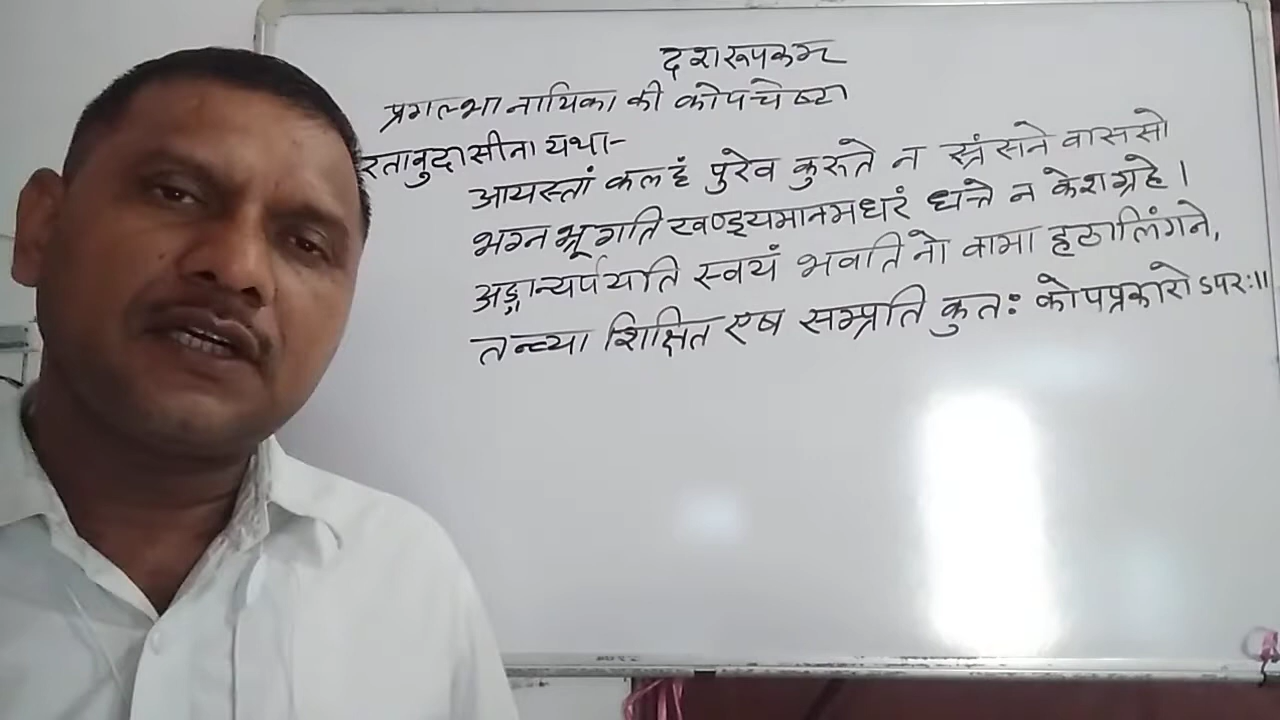 दशरूपकम्
प्रगल्भा नायिका की कोपचेष्टा
रतावुदासीना यथा-
आयस्तां कलहं पुरेव कुरुते न स्त्रंसने वाससो
भग्नभ्रूगति खण्ड्यमानमधरं धत्ते न केशग्रहे।
अङ्गान्यर्पयति स्वयं भवति नो वामा हठालिंगने,
तन्व्या शिक्षित एष सम्प्रति कुतः कोपप्रकारोऽपरः॥